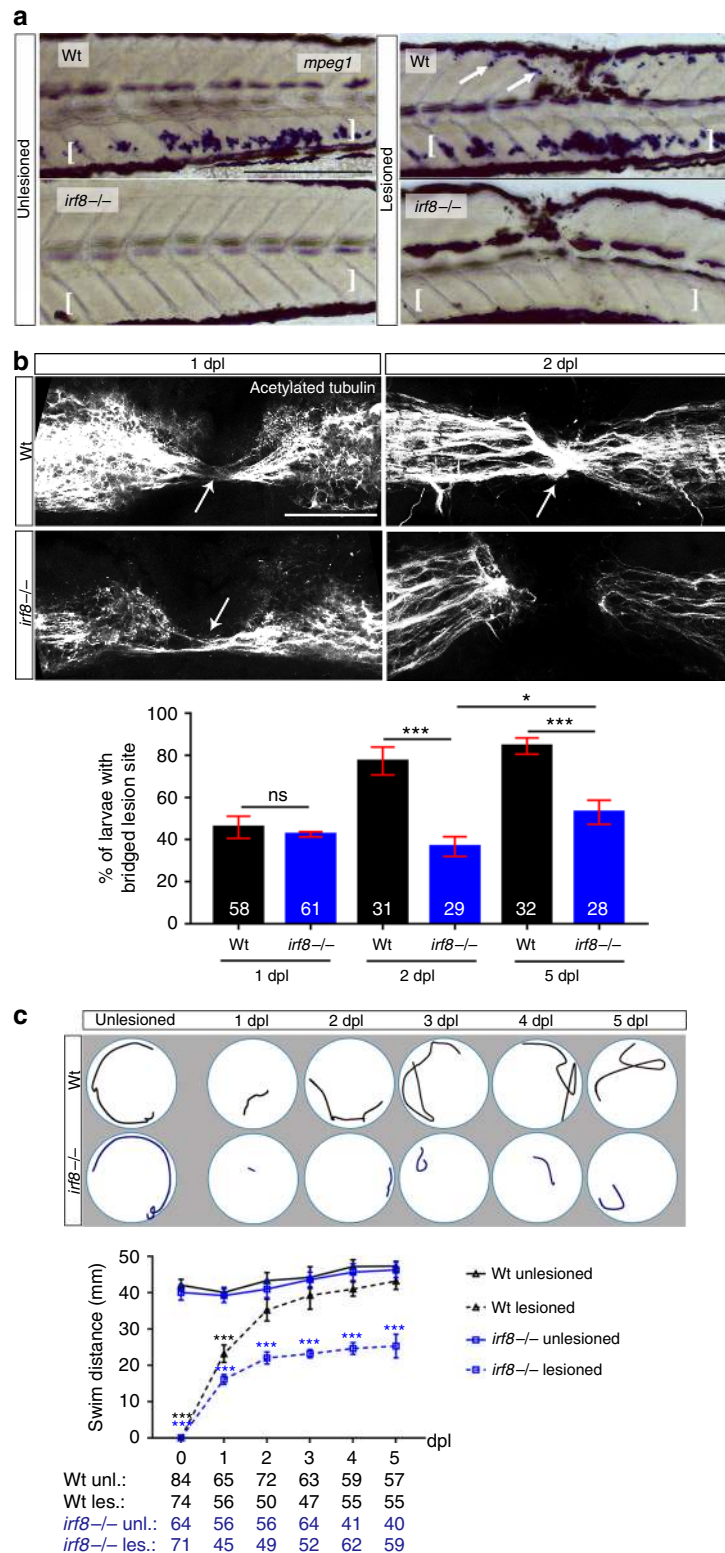 a
Unlesioned
Wt
mpeg1
[ ]
irf8–/–
[ ]
Lesioned
Wt
[ ]
irf8–/–
[ ]
b
1 dpl
2 dpl
Wt
Acetylated tubulin
irf8–/–
% of larvae with
bridged lesion site
100
80
60
40
20
0
ns
***
*
***
58 61 31 29 32 28
Wt irf8–/– Wt irf8–/– Wt irf8–/–
1 dpl 2 dpl 5 dpl
c
Unlesioned 1 dpl 2 dpl 3 dpl 4 dpl 5 dpl
Wt
irf8–/–
Swim distance (mm)
50
40
30
20
10
0
***
***
***
***
***
***
***
***
Wt unlesioned
Wt lesioned
irf8–/– unlesioned
irf8–/– lesioned
0 1 2 3 4 5 dpl
Wt unl.: 84 65 72 63 59 57
Wt les.: 74 56 50 47 55 55
irf8–/– unl.: 64 56 56 64 41 40
irf8–/– les.: 71 45 49 52 62 59